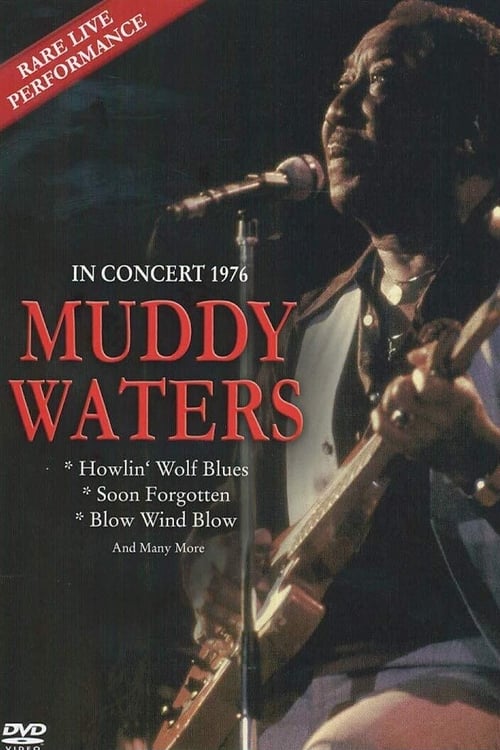 RARE LIVE
PERFORMANCE
IN CONCERT 1976
MUDDY
WATERS
* Howlin' Wolf Blues
* Soon Forgotten
* Blow Wind Blow
And Many More
DVD
VIDEO